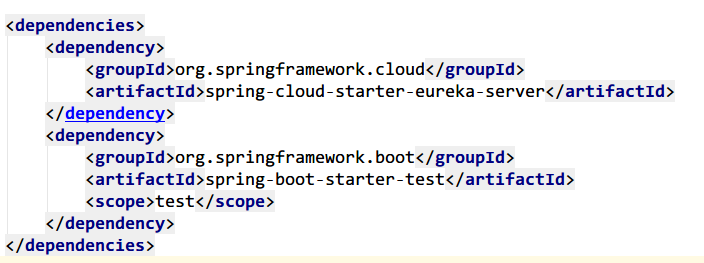 <dependencies>
    <dependency>
        <groupId>org.springframework.cloud</groupId>
        <artifactId>spring-cloud-starter-eureka-server</artifactId>
    </dependency>
    <dependency>
        <groupId>org.springframework.boot</groupId>
        <artifactId>spring-boot-starter-test</artifactId>
        <scope>test</scope>
    </dependency>
</dependencies>